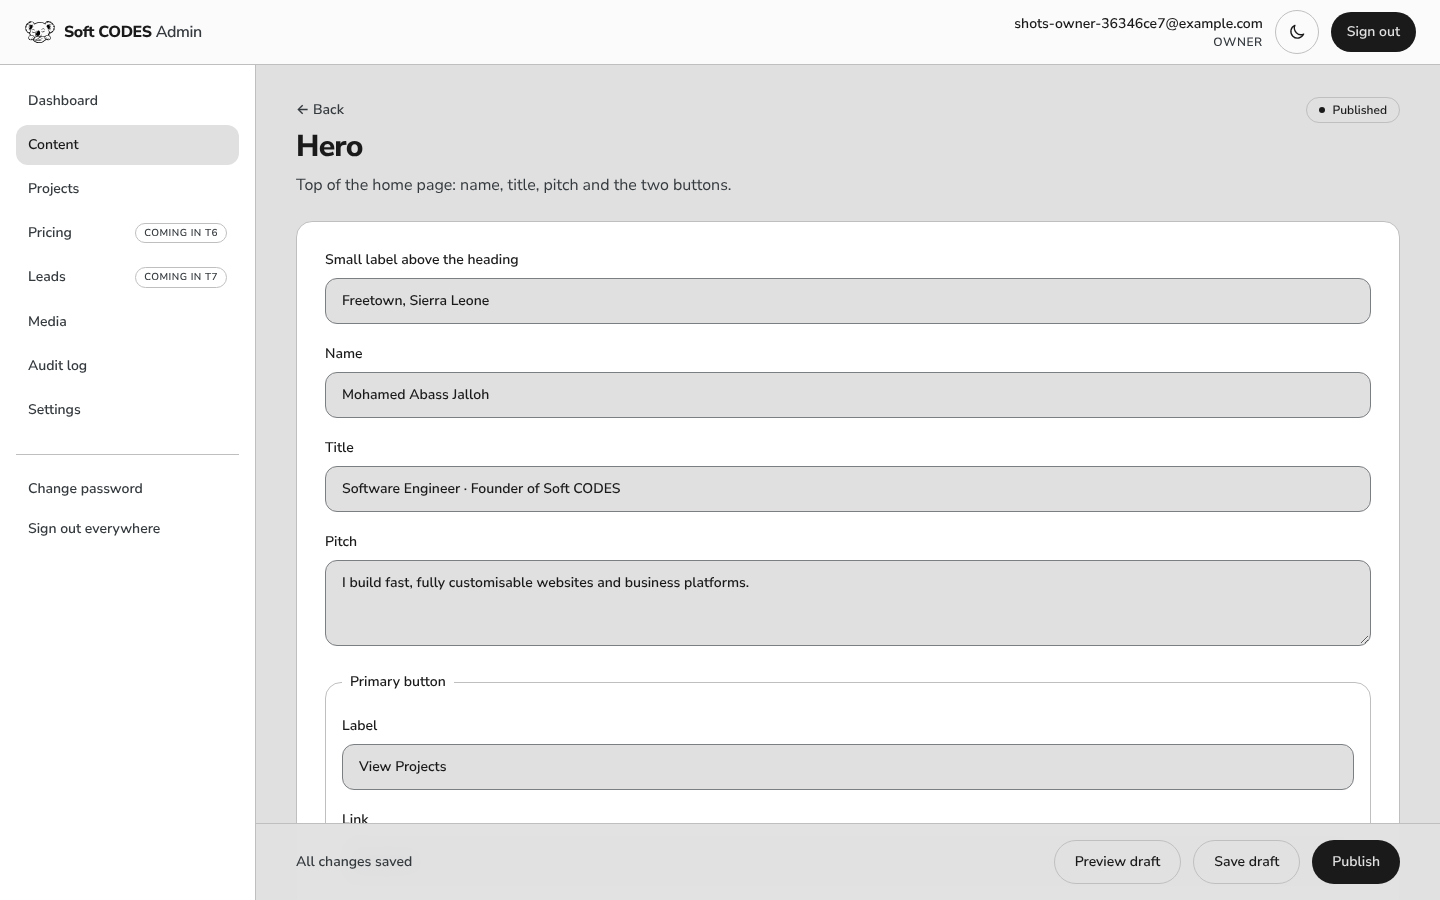 Soft CODES Admin
shots-owner-36346ce7@example.com
OWNER
Sign out
Dashboard
Content
Projects
Pricing
COMING IN T6
Leads
COMING IN T7
Media
Audit log
Settings
Change password
Sign out everywhere
← Back
Published
Hero
Top of the home page: name, title, pitch and the two buttons.
Small label above the heading
Freetown, Sierra Leone
Name
Mohamed Abass Jalloh
Title
Software Engineer · Founder of Soft CODES
Pitch
I build fast, fully customisable websites and business platforms.
Primary button
Label
View Projects
Link
All changes saved
Preview draft
Save draft
Publish